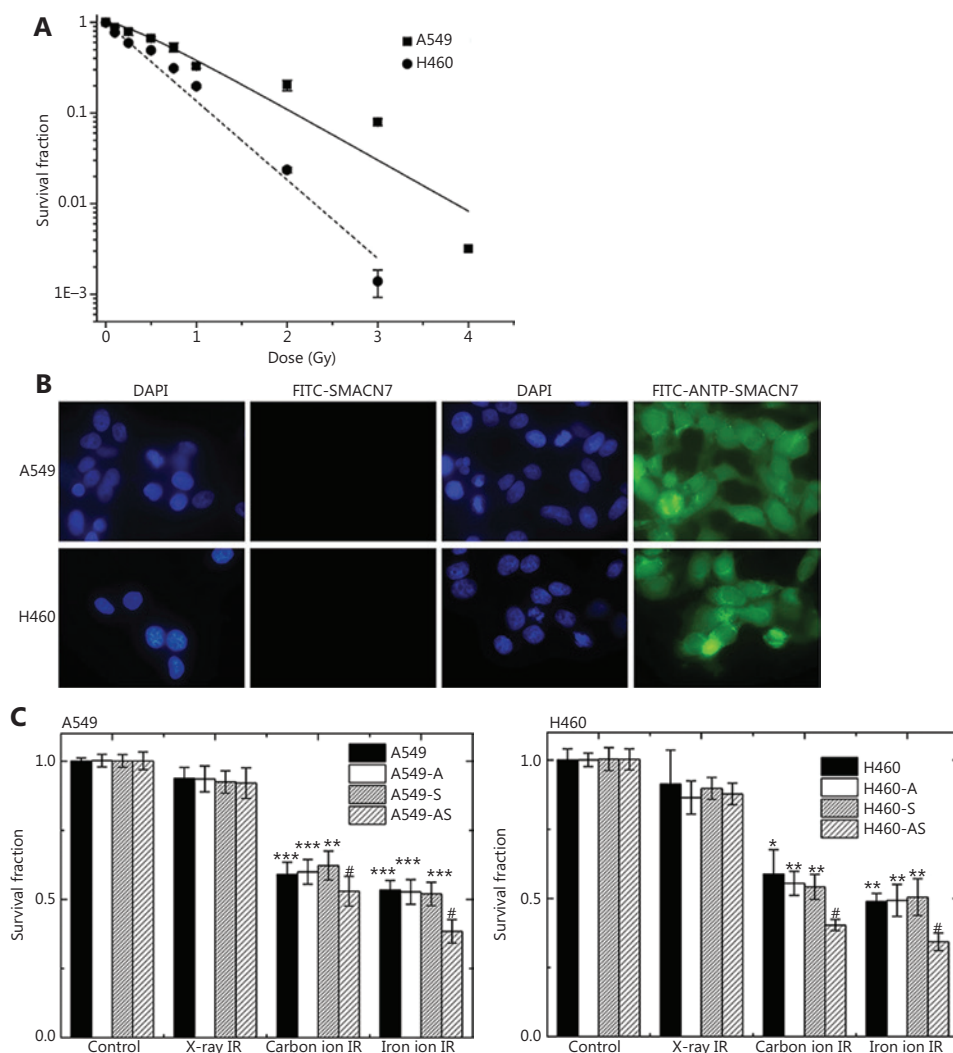 A
1
0.1
0.01
1E−3
Survival fraction
A549
H460
0 1 2 3 4
Dose (Gy)
B
DAPI FITC-SMACN7 DAPI FITC-ANTP-SMACN7
A549
H460
C
A549
1.0
0.5
0.0
Survival fraction
A549
A549-A
A549-S
A549-AS
*** *** ** #
*** *** *** #
Control X-ray IR Carbon ion IR Iron ion IR
H460
1.0
0.5
0.0
Survival fraction
H460
H460-A
H460-S
H460-AS
* ** ** #
** ** ** #
Control X-ray IR Carbon ion IR Iron ion IR